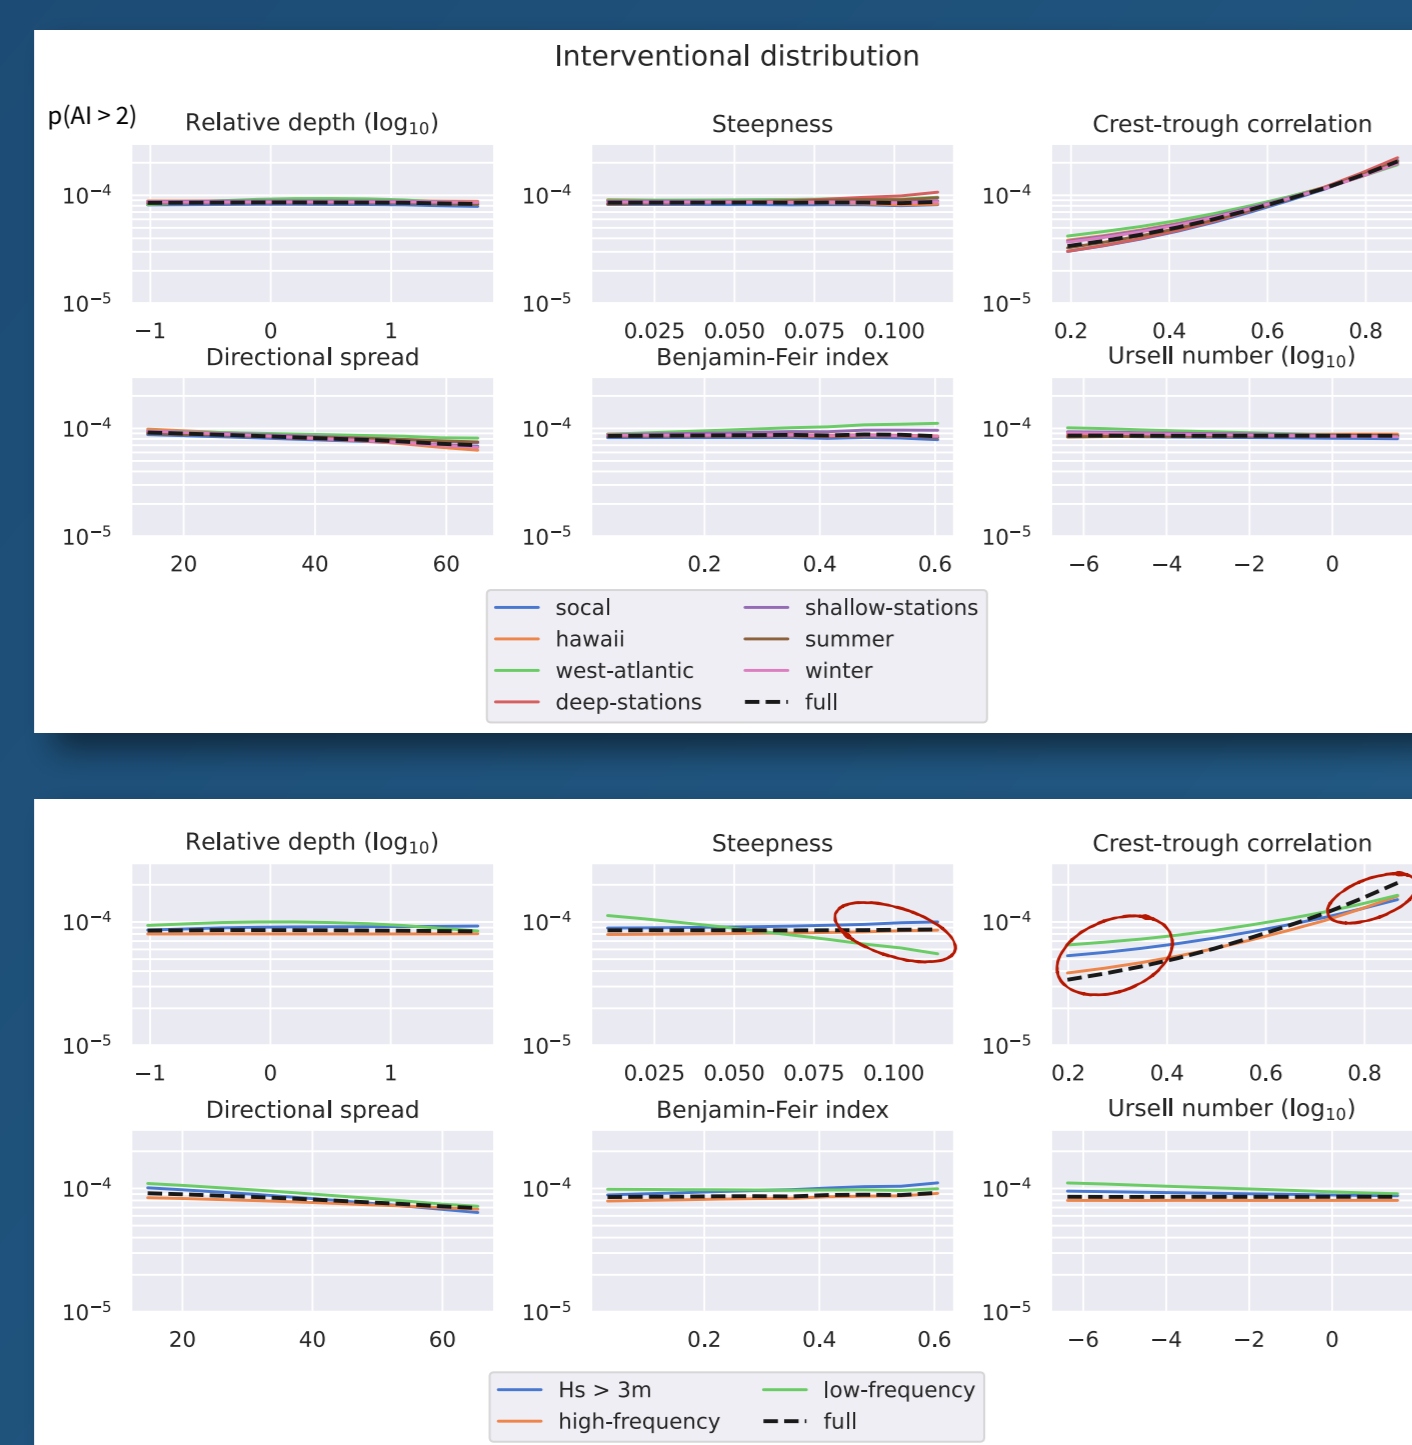 Interventional distribution
p(AI > 2)
Relative depth (log₁₀)
Steepness
Crest-trough correlation
10⁻⁴
10⁻⁵
10⁻⁴
10⁻⁵
10⁻⁴
10⁻⁵
−1 0 1
0.025 0.050 0.075 0.100
0.2 0.4 0.6 0.8
Directional spread
Benjamin-Feir index
Ursell number (log₁₀)
10⁻⁴
10⁻⁵
10⁻⁴
10⁻⁵
10⁻⁴
10⁻⁵
20 40 60
0.2 0.4 0.6
−6 −4 −2 0
socal
hawaii
west-atlantic
deep-stations
shallow-stations
summer
winter
full
Relative depth (log₁₀)
Steepness
Crest-trough correlation
10⁻⁴
10⁻⁵
10⁻⁴
10⁻⁵
10⁻⁴
10⁻⁵
−1 0 1
0.025 0.050 0.075 0.100
0.2 0.4 0.6 0.8
Directional spread
Benjamin-Feir index
Ursell number (log₁₀)
10⁻⁴
10⁻⁵
10⁻⁴
10⁻⁵
10⁻⁴
10⁻⁵
20 40 60
0.2 0.4 0.6
−6 −4 −2 0
Hs > 3m
high-frequency
low-frequency
full